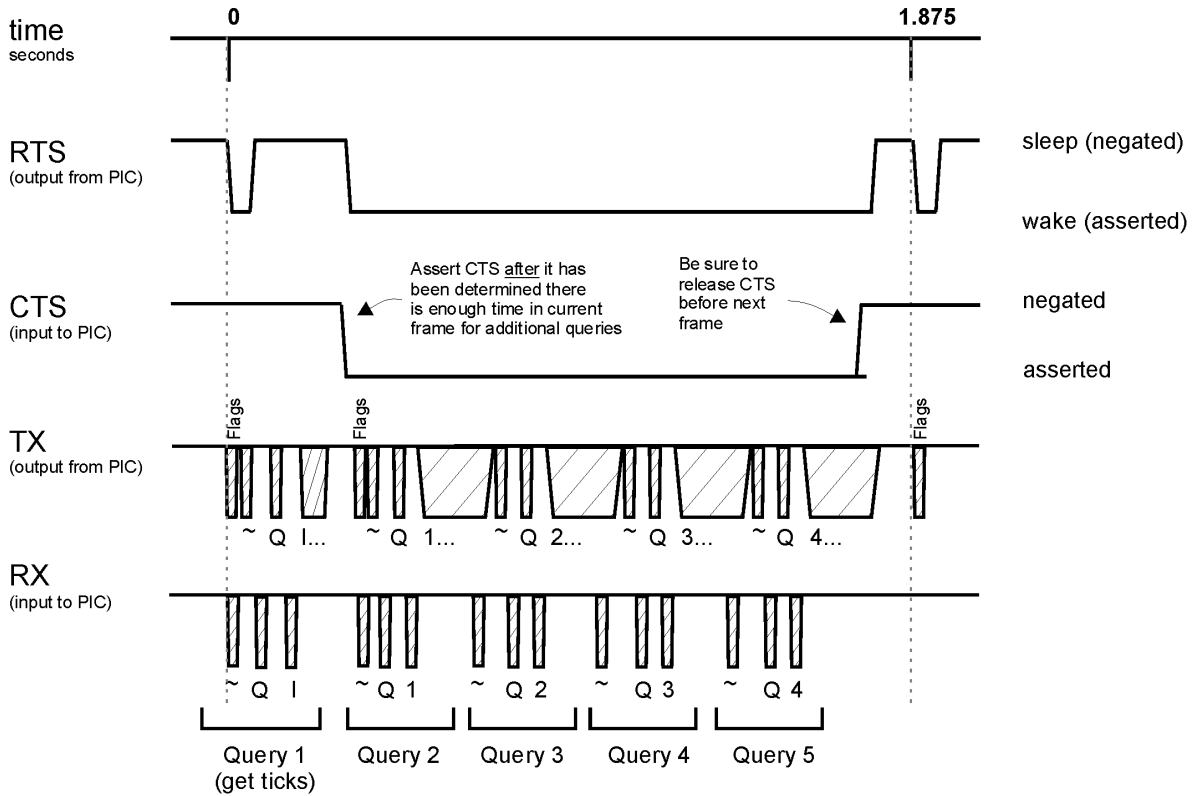 0 1.875
time
seconds
RTS
(output from PIC)
sleep (negated)
wake (asserted)
Assert CTS after it has
been determined there
is enough time in current
frame for additional queries
Be sure to
release CTS
before next
frame
CTS
(input to PIC)
negated
asserted
Flags Flags Flags
TX
(output from PIC)
~ Q I... ~ Q 1... ~ Q 2... ~ Q 3... ~ Q 4...
RX
(input to PIC)
~ Q I ~ Q 1 ~ Q 2 ~ Q 3 ~ Q 4
Query 1 Query 2 Query 3 Query 4 Query 5
(get ticks)